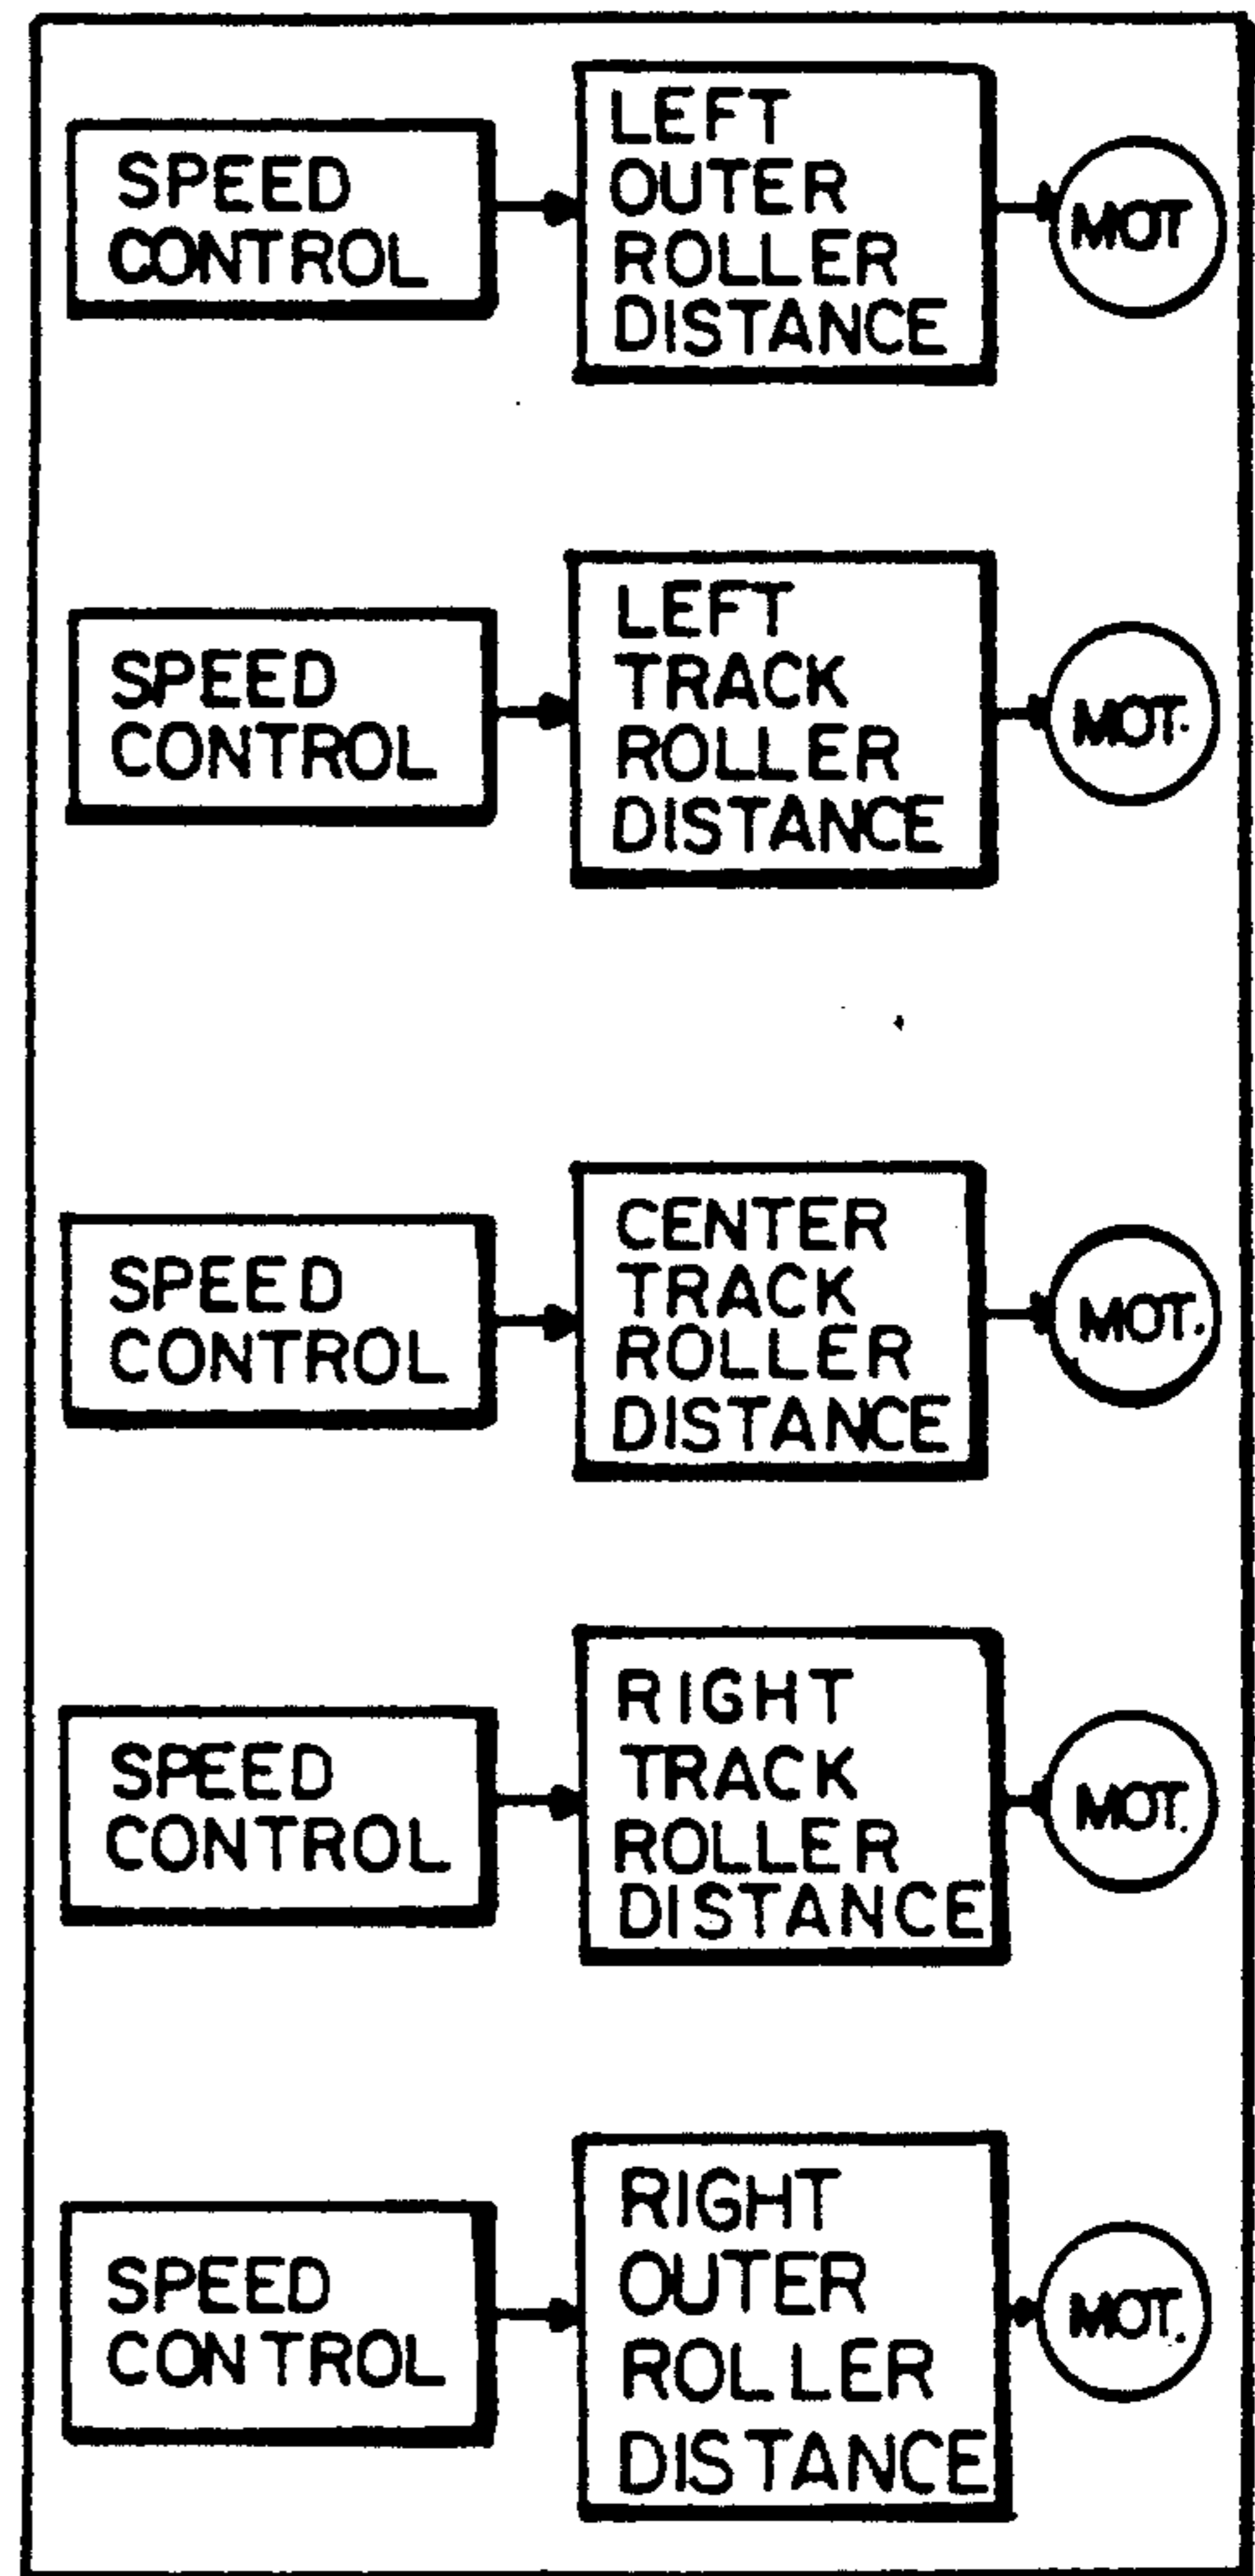 SPEED
CONTROL
LEFT
OUTER
ROLLER
DISTANCE
MOT
SPEED
CONTROL
LEFT
TRACK
ROLLER
DISTANCE
MOT.
SPEED
CONTROL
CENTER
TRACK
ROLLER
DISTANCE
MOT.
SPEED
CONTROL
RIGHT
TRACK
ROLLER
DISTANCE
MOT.
SPEED
CONTROL
RIGHT
OUTER
ROLLER
DISTANCE
MOT.